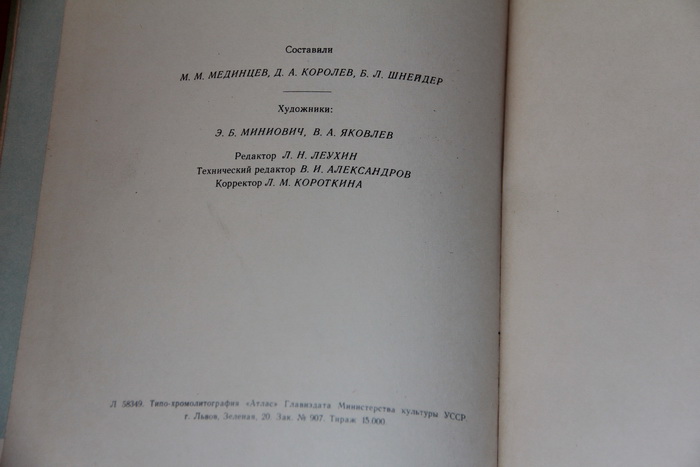 Составили
М. М. МЕДИНЦЕВ, Д. А. КОРОЛЕВ, Б. Л. ШНЕЙДЕР
Художники:
Э. Б. МИНИОВИЧ, В. А. ЯКОВЛЕВ
Редактор Л. Н. ЛЕУХИН
Технический редактор В. И. АЛЕКСАНДРОВ
Корректор Л. М. КОРОТКИНА
Л 58349. Типо-хромолитография «Атлас» Главиздата Министерства культуры УССР.
г. Львов, Зеленая, 20. Зак. № 907. Тираж 15.000.